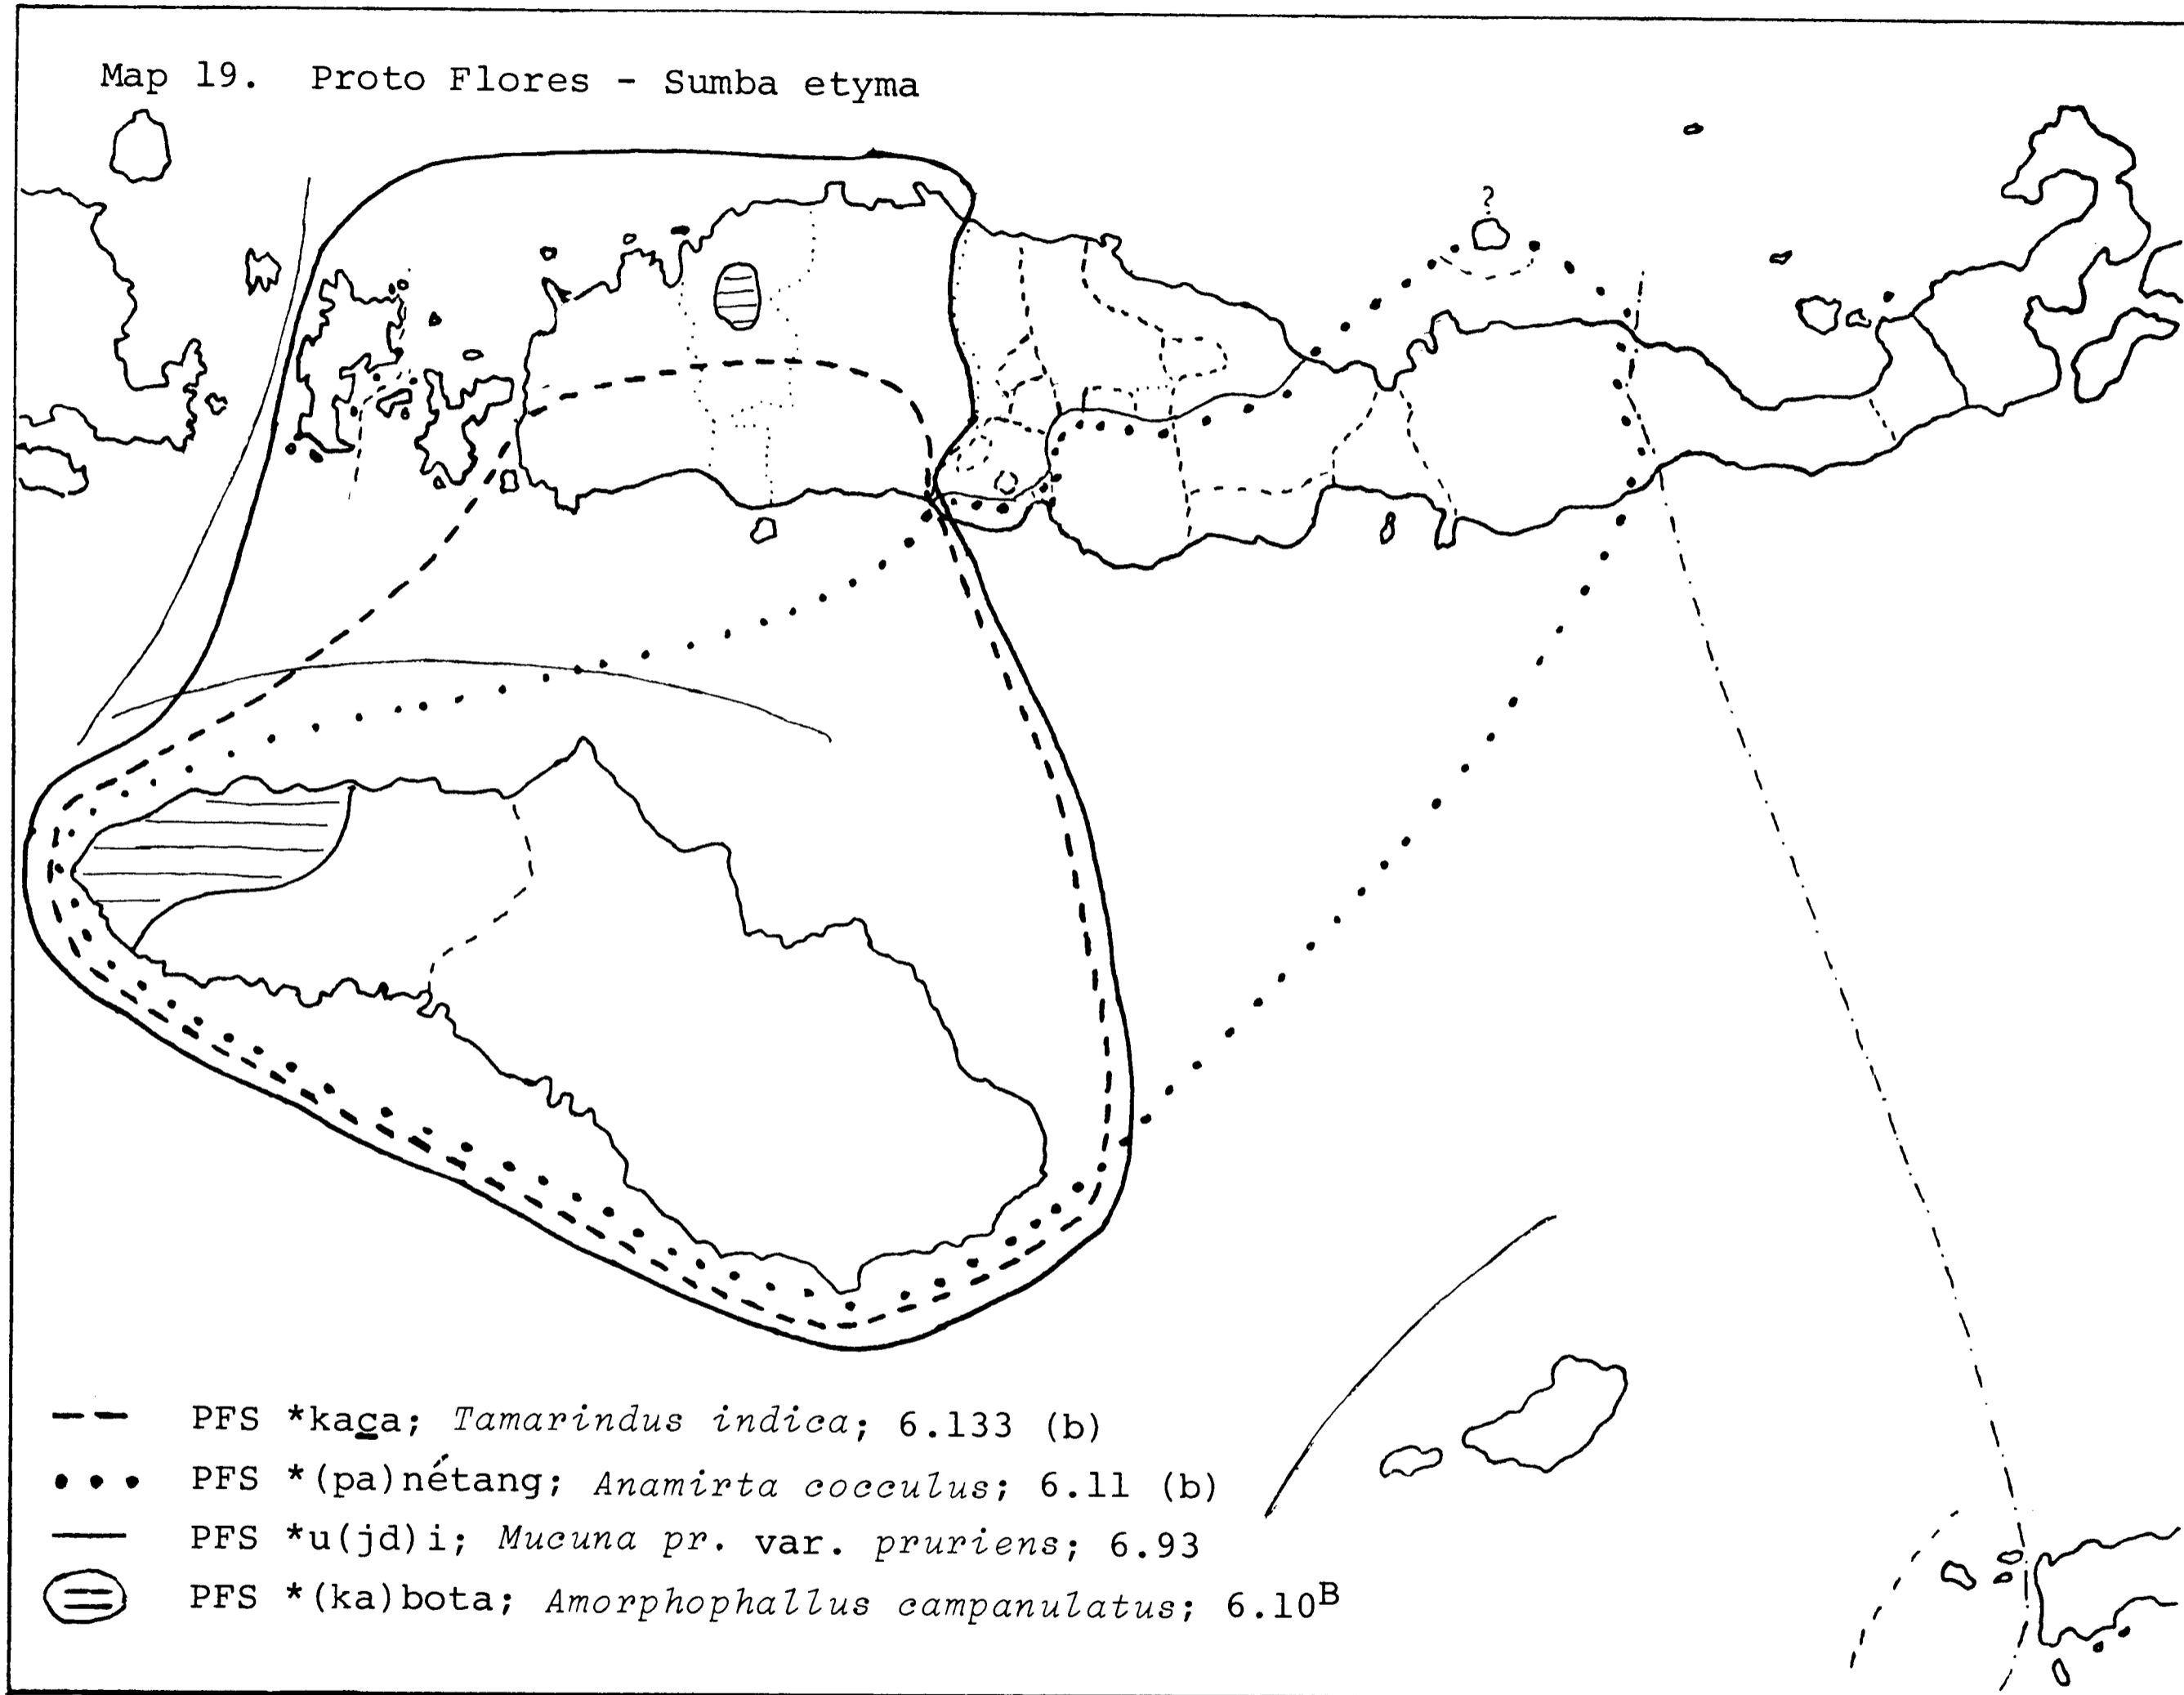 Map 19. Proto Flores - Sumba etyma
?
PFS *kac̲a; Tamarindus indica; 6.133 (b)
PFS *(pa)nétang; Anamirta cocculus; 6.11 (b)
PFS *u(jd)i; Mucuna pr. var. pruriens; 6.93
PFS *(ka)bota; Amorphophallus campanulatus; 6.10ᴮ